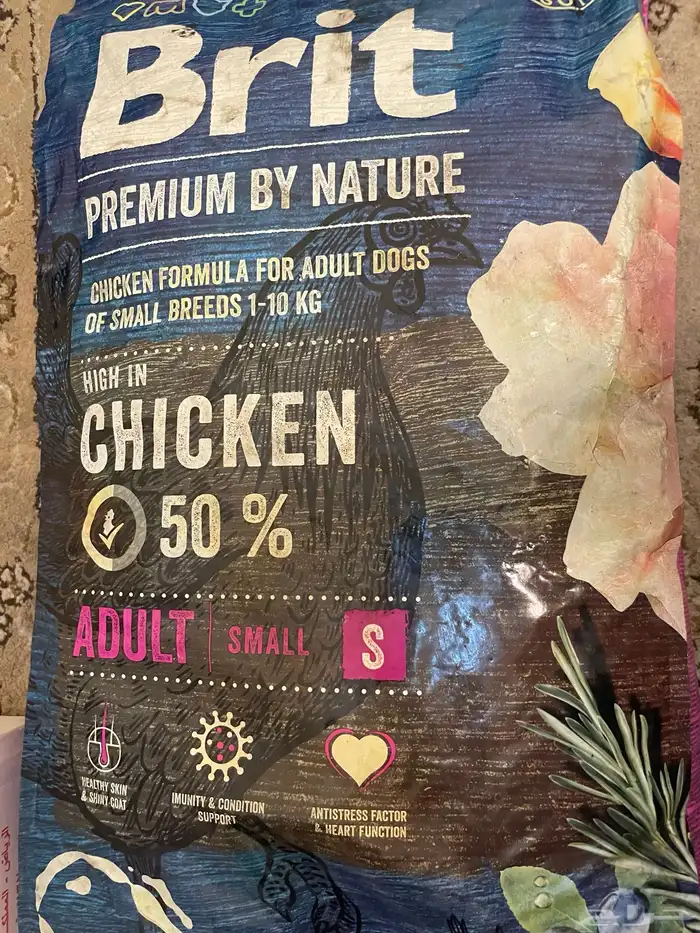 Brit
PREMIUM BY NATURE
CHICKEN FORMULA FOR ADULT DOGS
OF SMALL BREEDS 1-10 KG
HIGH IN
CHICKEN
50 %
ADULT SMALL S
HEALTHY SKIN
& SHINY COAT
IMUNITY & CONDITION
SUPPORT
ANTISTRESS FACTOR
& HEART FUNCTION
حراج